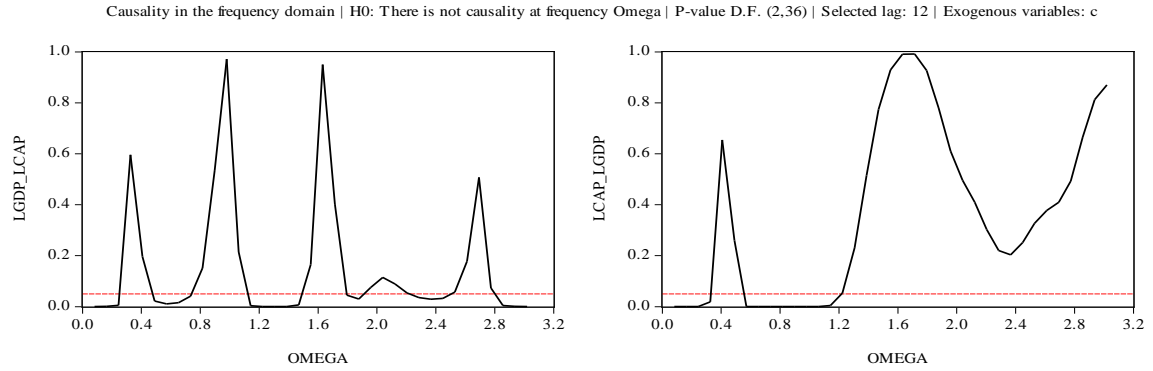 Causality in the frequency domain | H0: There is not causality at frequency Omega | P-value D.F. (2,36) | Selected lag: 12 | Exogenous variables: c
LGDP_LCAP
1.0
0.8
0.6
0.4
0.2
0.0
0.0 0.4 0.8 1.2 1.6 2.0 2.4 2.8 3.2
OMEGA
LCAP_LGDP
1.0
0.8
0.6
0.4
0.2
0.0
0.0 0.4 0.8 1.2 1.6 2.0 2.4 2.8 3.2
OMEGA